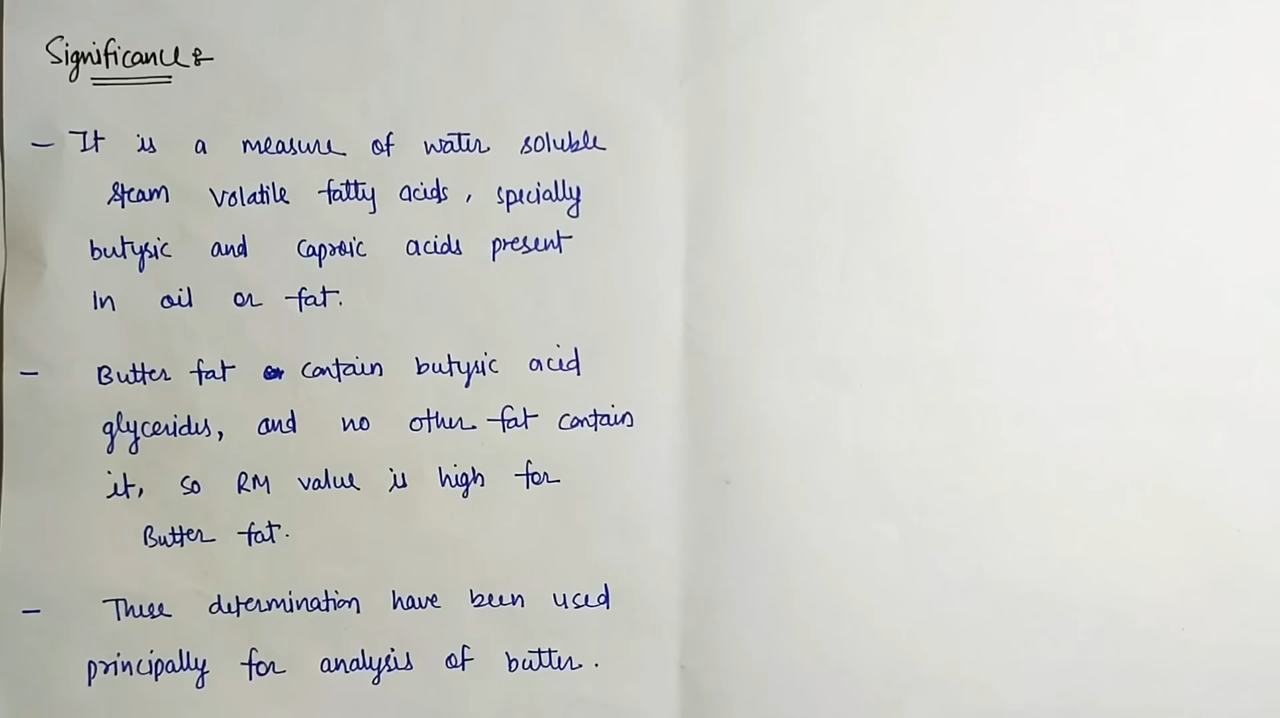 Significance :-
- It is a measure of water soluble
steam volatile fatty acids, specially
butyric and caproic acids present
in oil or fat.
- Butter fat contain butyric acid
glycerides, and no other fat contain
it, so RM value is high for
Butter fat.
- These determination have been used
principally for analysis of butter.